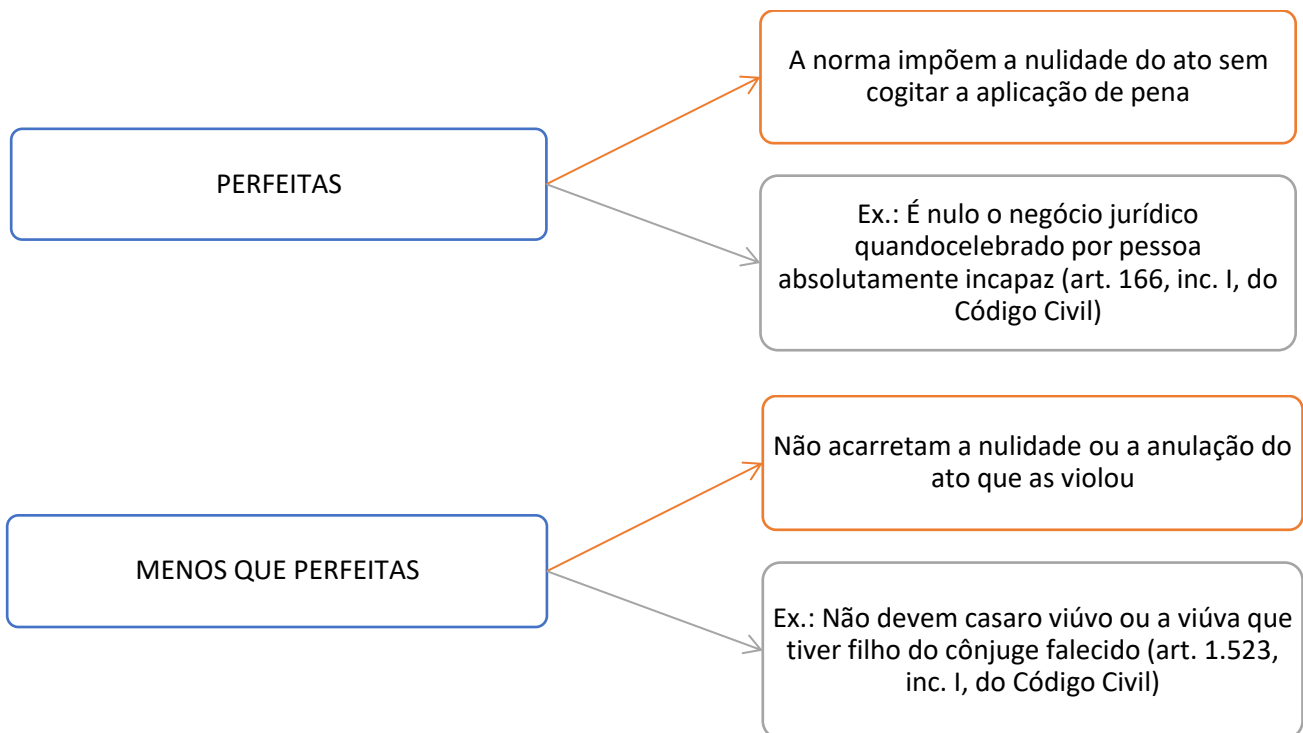 A norma impõem a nulidade do ato sem
cogitar a aplicação de pena
PERFEITAS
Ex.: É nulo o negócio jurídico
quandocelebrado por pessoa
absolutamente incapaz (art. 166, inc. I, do
Código Civil)
Não acarretam a nulidade ou a anulação do
ato que as violou
MENOS QUE PERFEITAS
Ex.: Não devem casaro viúvo ou a viúva que
tiver filho do cônjuge falecido (art. 1.523,
inc. I, do Código Civil)